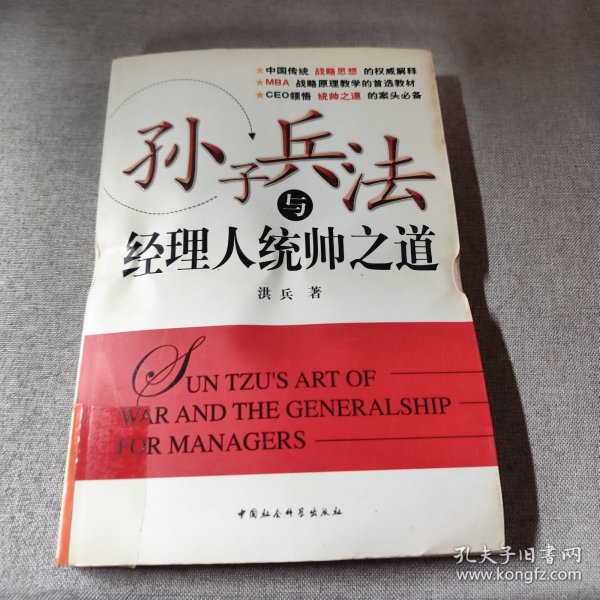 ★中国传统 战略思想 的权威解释
★MBA 战略原理教学的首选教材
★CEO领悟 统帅之道 的案头必备
孙子兵法
与
经理人统帅之道
洪兵 著
SUN TZU'S ART OF
WAR AND THE GENERALSHIP
FOR MANAGERS
中国社会科学出版社
孔夫子旧书网
www.kongfz.com